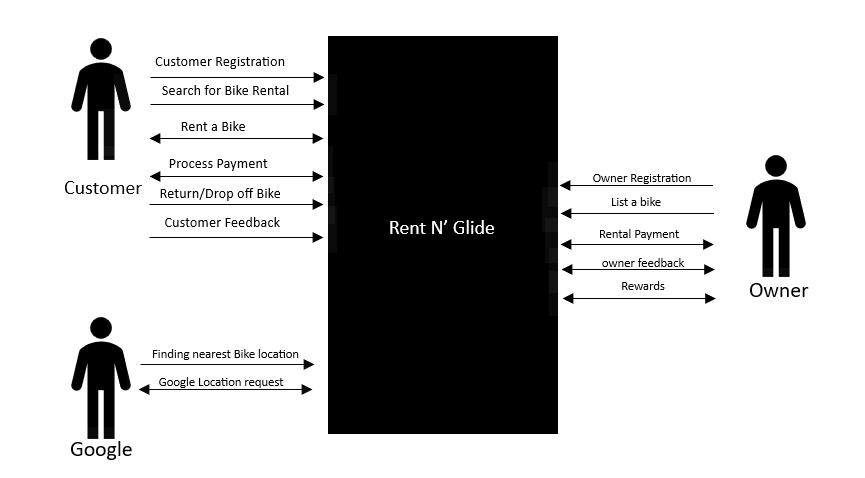 Customer Registration
Search for Bike Rental
Rent a Bike
Process Payment
Customer
Return/Drop off Bike
Customer Feedback
Rent N' Glide
Owner Registration
List a bike
Rental Payment
owner feedback
Rewards
Owner
Finding nearest Bike location
Google Location request
Google